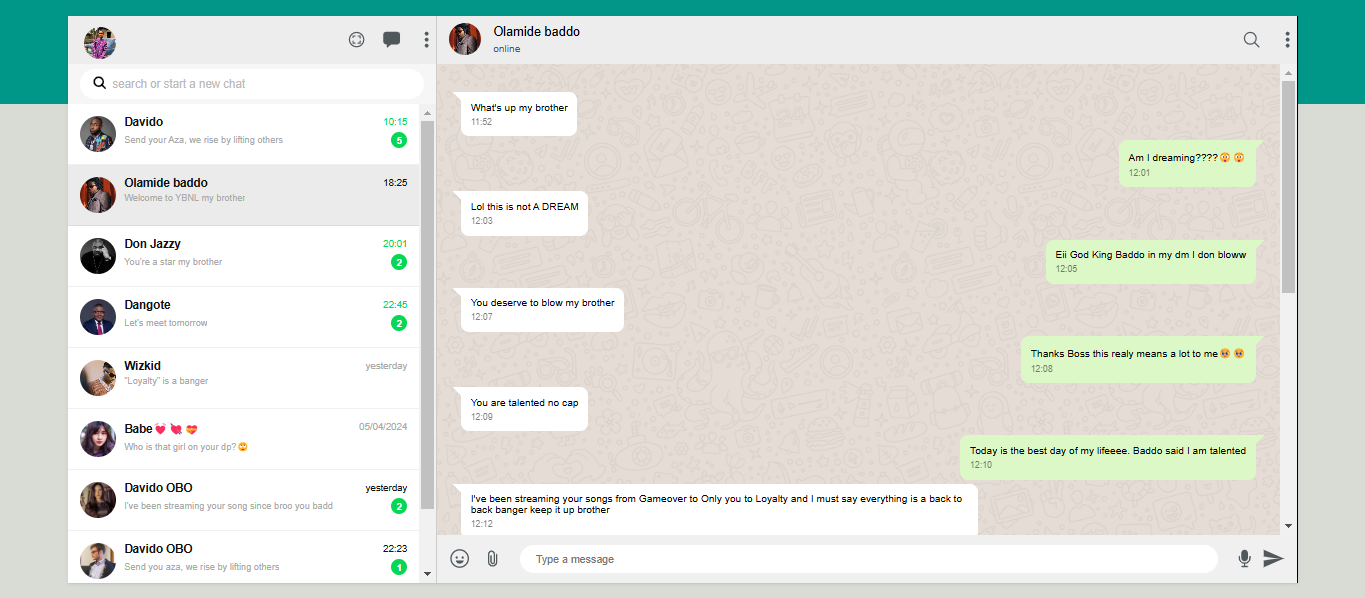 search or start a new chat
Davido
10:15
Send your Aza, we rise by lifting others
5
Olamide baddo
18:25
Welcome to YBNL my brother
Don Jazzy
20:01
You're a star my brother
2
Dangote
22:45
Let's meet tomorrow
2
Wizkid
yesterday
"Loyalty" is a banger
Babe💓 💘 💝
05/04/2024
Who is that girl on your dp?🙄
Davido OBO
yesterday
I've been streaming your song since broo you badd
2
Davido OBO
22:23
Send you aza, we rise by lifting others
1
Olamide baddo
online
What's up my brother
11:52
Am I dreaming????😲 😲
12:01
Lol this is not A DREAM
12:03
Eii God King Baddo in my dm I don bloww
12:05
You deserve to blow my brother
12:07
Thanks Boss this realy means a lot to me🥹 🥹
12:08
You are talented no cap
12:09
Today is the best day of my lifeeee. Baddo said I am talented
12:10
I've been streaming your songs from Gameover to Only you to Loyalty and I must say everything is a back to
back banger keep it up brother
12:12
Type a message